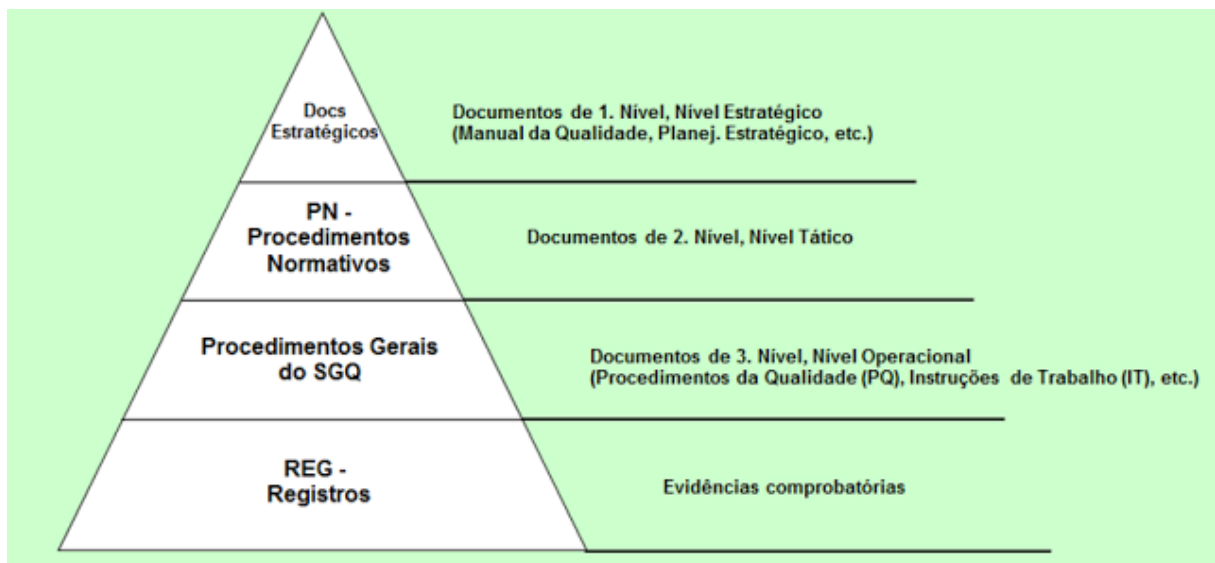 Docs
Estratégicos
Documentos de 1. Nível, Nível Estratégico
(Manual da Qualidade, Planej. Estratégico, etc.)
PN -
Procedimentos
Normativos
Documentos de 2. Nível, Nível Tático
Procedimentos Gerais
do SGQ
Documentos de 3. Nível, Nível Operacional
(Procedimentos da Qualidade (PQ), Instruções de Trabalho (IT), etc.)
REG -
Registros
Evidências comprobatórias